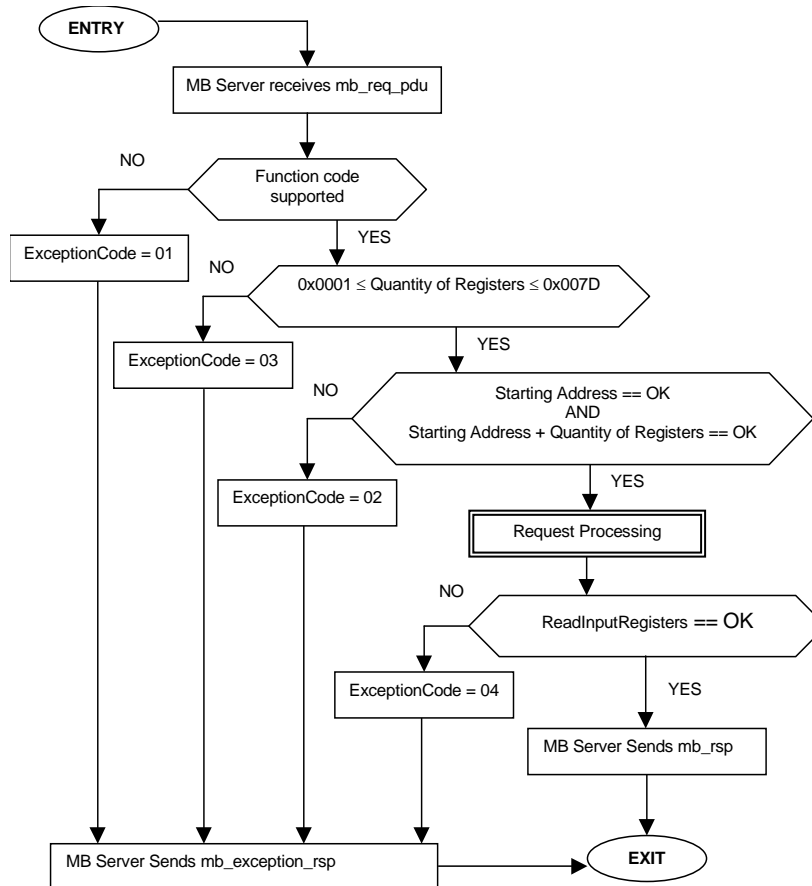 ENTRY
MB Server receives mb_req_pdu
NO
Function code
supported
YES
ExceptionCode = 01
NO
0x0001 ≤ Quantity of Registers ≤ 0x007D
YES
ExceptionCode = 03
NO
Starting Address == OK
AND
Starting Address + Quantity of Registers == OK
YES
ExceptionCode = 02
Request Processing
NO
ReadInputRegisters == OK
YES
ExceptionCode = 04
MB Server Sends mb_rsp
MB Server Sends mb_exception_rsp
EXIT